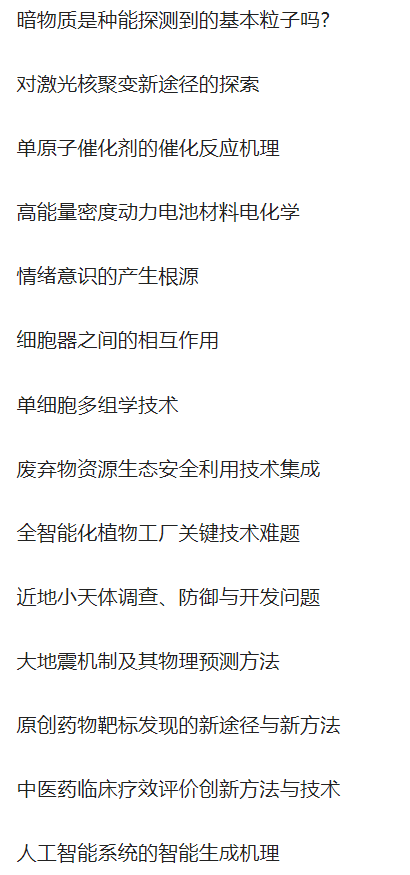 暗物质是种能探测到的基本粒子吗?
对激光核聚变新途径的探索
单原子催化剂的催化反应机理
高能量密度动力电池材料电化学
情绪意识的产生根源
细胞器之间的相互作用
单细胞多组学技术
废弃物资源生态安全利用技术集成
全智能化植物工厂关键技术难题
近地小天体调查、防御与开发问题
大地震机制及其物理预测方法
原创药物靶标发现的新途径与新方法
中医药临床疗效评价创新方法与技术
人工智能系统的智能生成机理